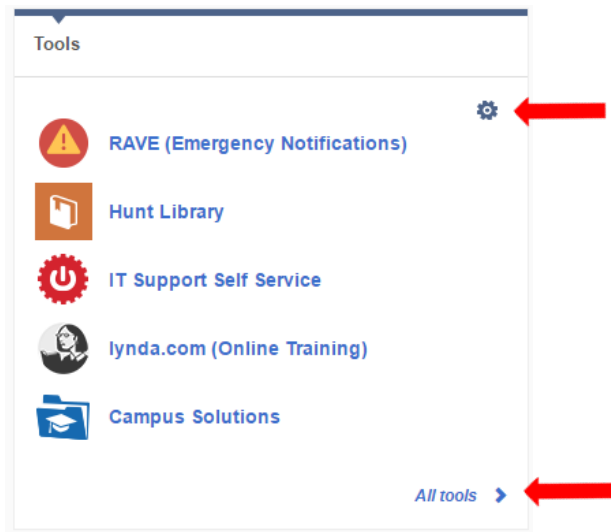 Tools
RAVE (Emergency Notifications)
Hunt Library
IT Support Self Service
lynda.com (Online Training)
Campus Solutions
All tools